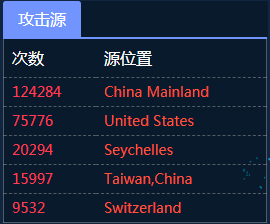 攻击源
次数 源位置
124284 China Mainland
75776 United States
20294 Seychelles
15997 Taiwan,China
9532 Switzerland